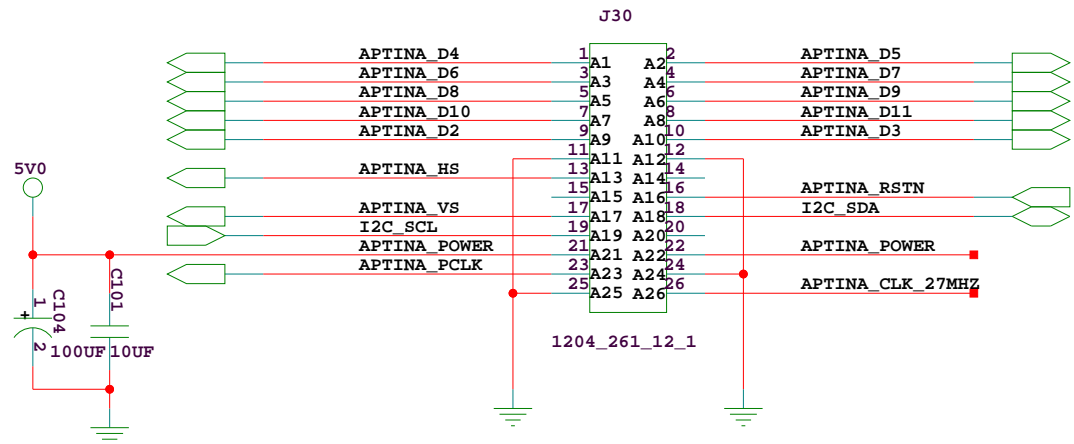 J30
1 APTINA_D4 A1 A2 2 APTINA_D5
3 APTINA_D6 A3 A4 4 APTINA_D7
5 APTINA_D8 A5 A6 6 APTINA_D9
7 APTINA_D10 A7 A8 8 APTINA_D11
9 APTINA_D2 A9 A10 10 APTINA_D3
11 A11 A12 12
13 APTINA_HS A13 A14 14
15 A15 A16 16 APTINA_RSTN
17 APTINA_VS A17 A18 18 I2C_SDA
19 I2C_SCL A19 A20 20
21 APTINA_POWER A21 A22 22 APTINA_POWER
23 APTINA_PCLK A23 A24 24
25 A25 A26 26 APTINA_CLK_27MHZ
1204_261_12_1
5V0
1
+
2
C104
100UF
C101
10UF